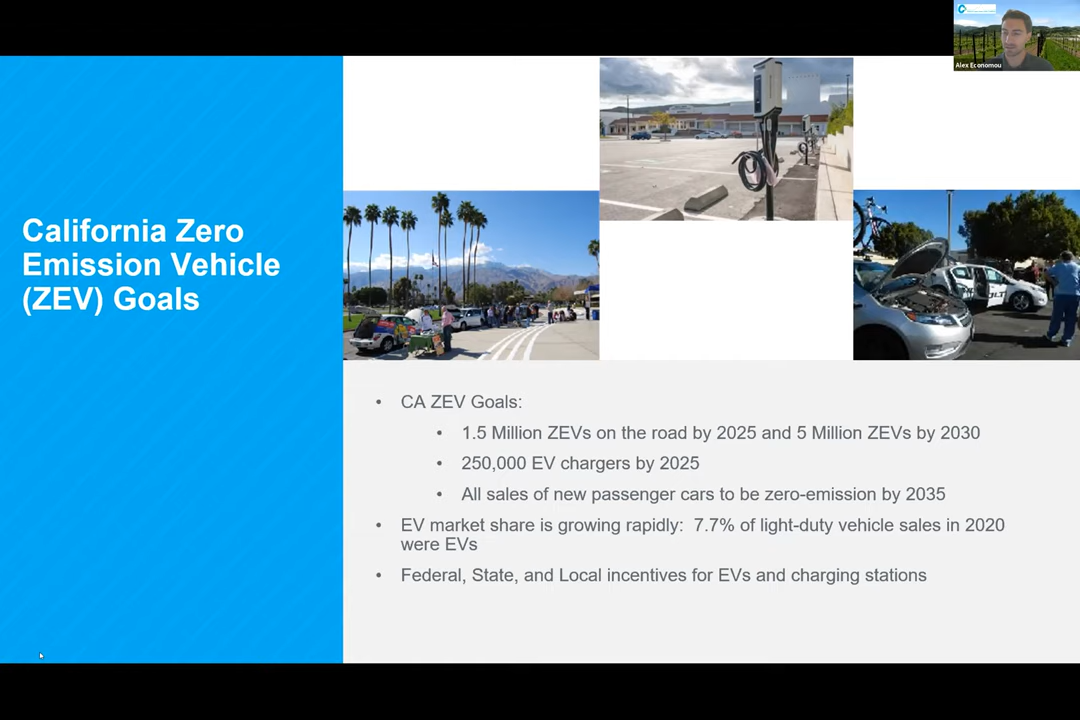 Alex Economou
California Zero
Emission Vehicle
(ZEV) Goals
• CA ZEV Goals:
• 1.5 Million ZEVs on the road by 2025 and 5 Million ZEVs by 2030
• 250,000 EV chargers by 2025
• All sales of new passenger cars to be zero-emission by 2035
• EV market share is growing rapidly: 7.7% of light-duty vehicle sales in 2020
were EVs
• Federal, State, and Local incentives for EVs and charging stations